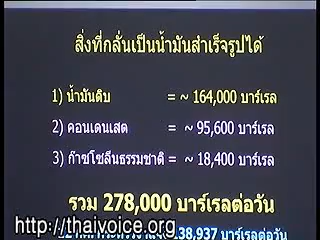 สิ่งที่กลั่นเป็นน้ำมันสำเร็จรูปได้
1) น้ำมันดิบ = ~ 164,000 บาร์เรล
2) คอนเดนเสด = ~ 95,600 บาร์เรล
3) ก๊าซโซลีนธรรมชาติ = ~ 18,400 บาร์เรล
รวม 278,000 บาร์เรลต่อวัน
138,937 บาร์เรลต่อวัน
http://thaivoice.org